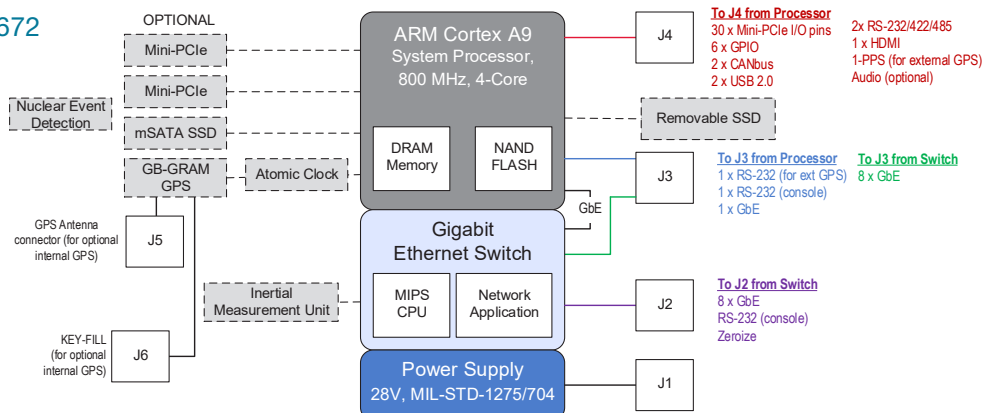 672
OPTIONAL
Mini-PCIe
Mini-PCIe
Nuclear Event
Detection
mSATA SSD
GB-GRAM
GPS
Atomic Clock
GPS Antenna
connector (for optional
internal GPS)
J5
Inertial
Measurement Unit
KEY-FILL
(for optional
internal GPS)
J6
ARM Cortex A9
System Processor,
800 MHz, 4-Core
DRAM
Memory
NAND
FLASH
GbE
Gigabit
Ethernet Switch
MIPS
CPU
Network
Application
Power Supply
28V, MIL-STD-1275/704
J4
To J4 from Processor
30 x Mini-PCIe I/O pins
6 x GPIO
2 x CANbus
2 x USB 2.0
2x RS-232/422/485
1 x HDMI
1-PPS (for external GPS)
Audio (optional)
Removable SSD
J3
To J3 from Processor
1 x RS-232 (for ext GPS)
1 x RS-232 (console)
1 x GbE
To J3 from Switch
8 x GbE
J2
To J2 from Switch
8 x GbE
RS-232 (console)
Zeroize
J1